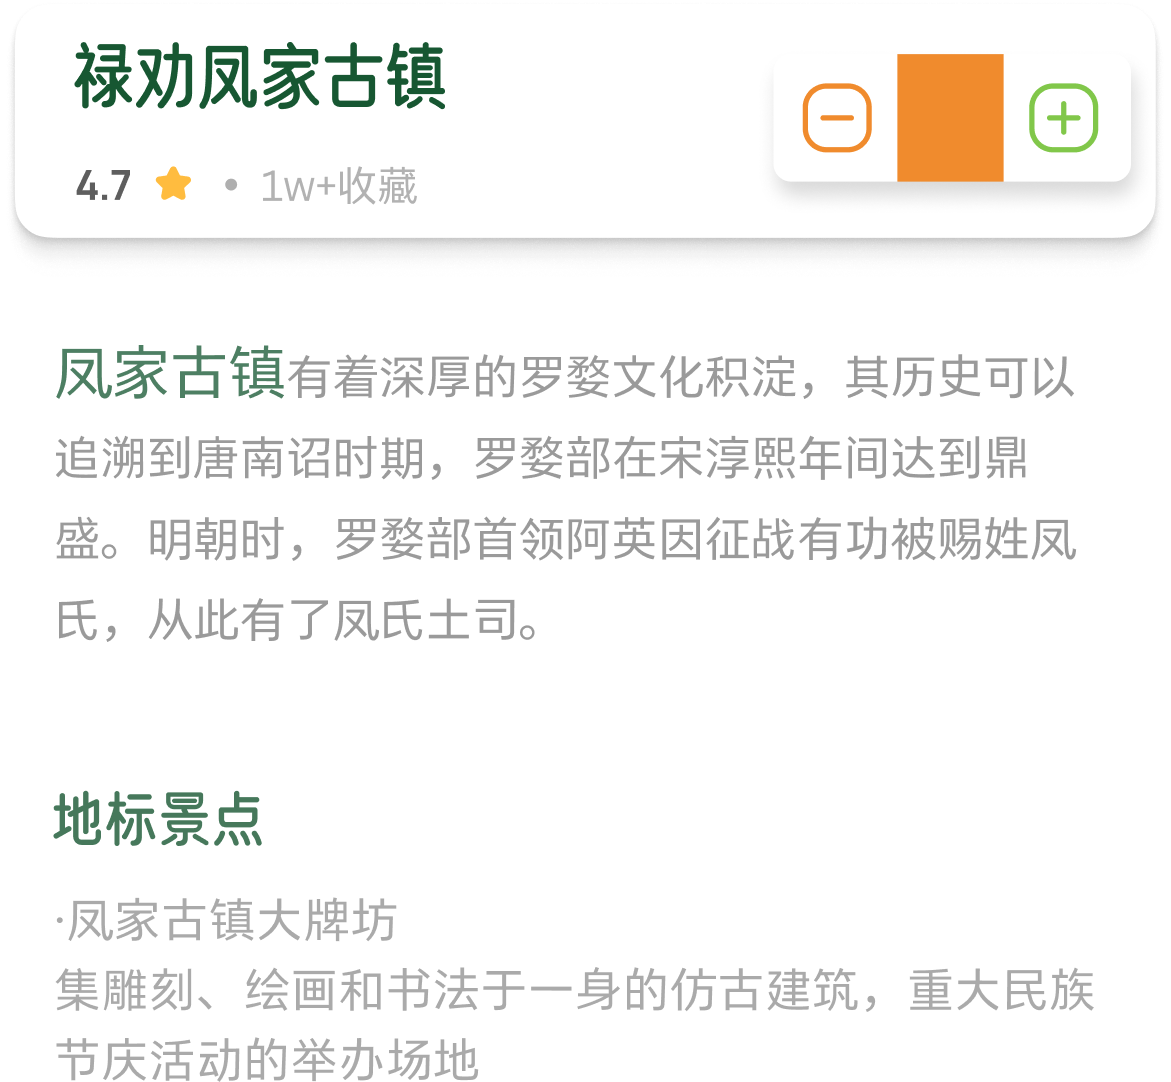 禄劝凤家古镇
4.7 • 1w+收藏
凤家古镇有着深厚的罗婺文化积淀，其历史可以
追溯到唐南诏时期，罗婺部在宋淳熙年间达到鼎
盛。明朝时，罗婺部首领阿英因征战有功被赐姓凤
氏，从此有了凤氏土司。
地标景点
·凤家古镇大牌坊
集雕刻、绘画和书法于一身的仿古建筑，重大民族
节庆活动的举办场地